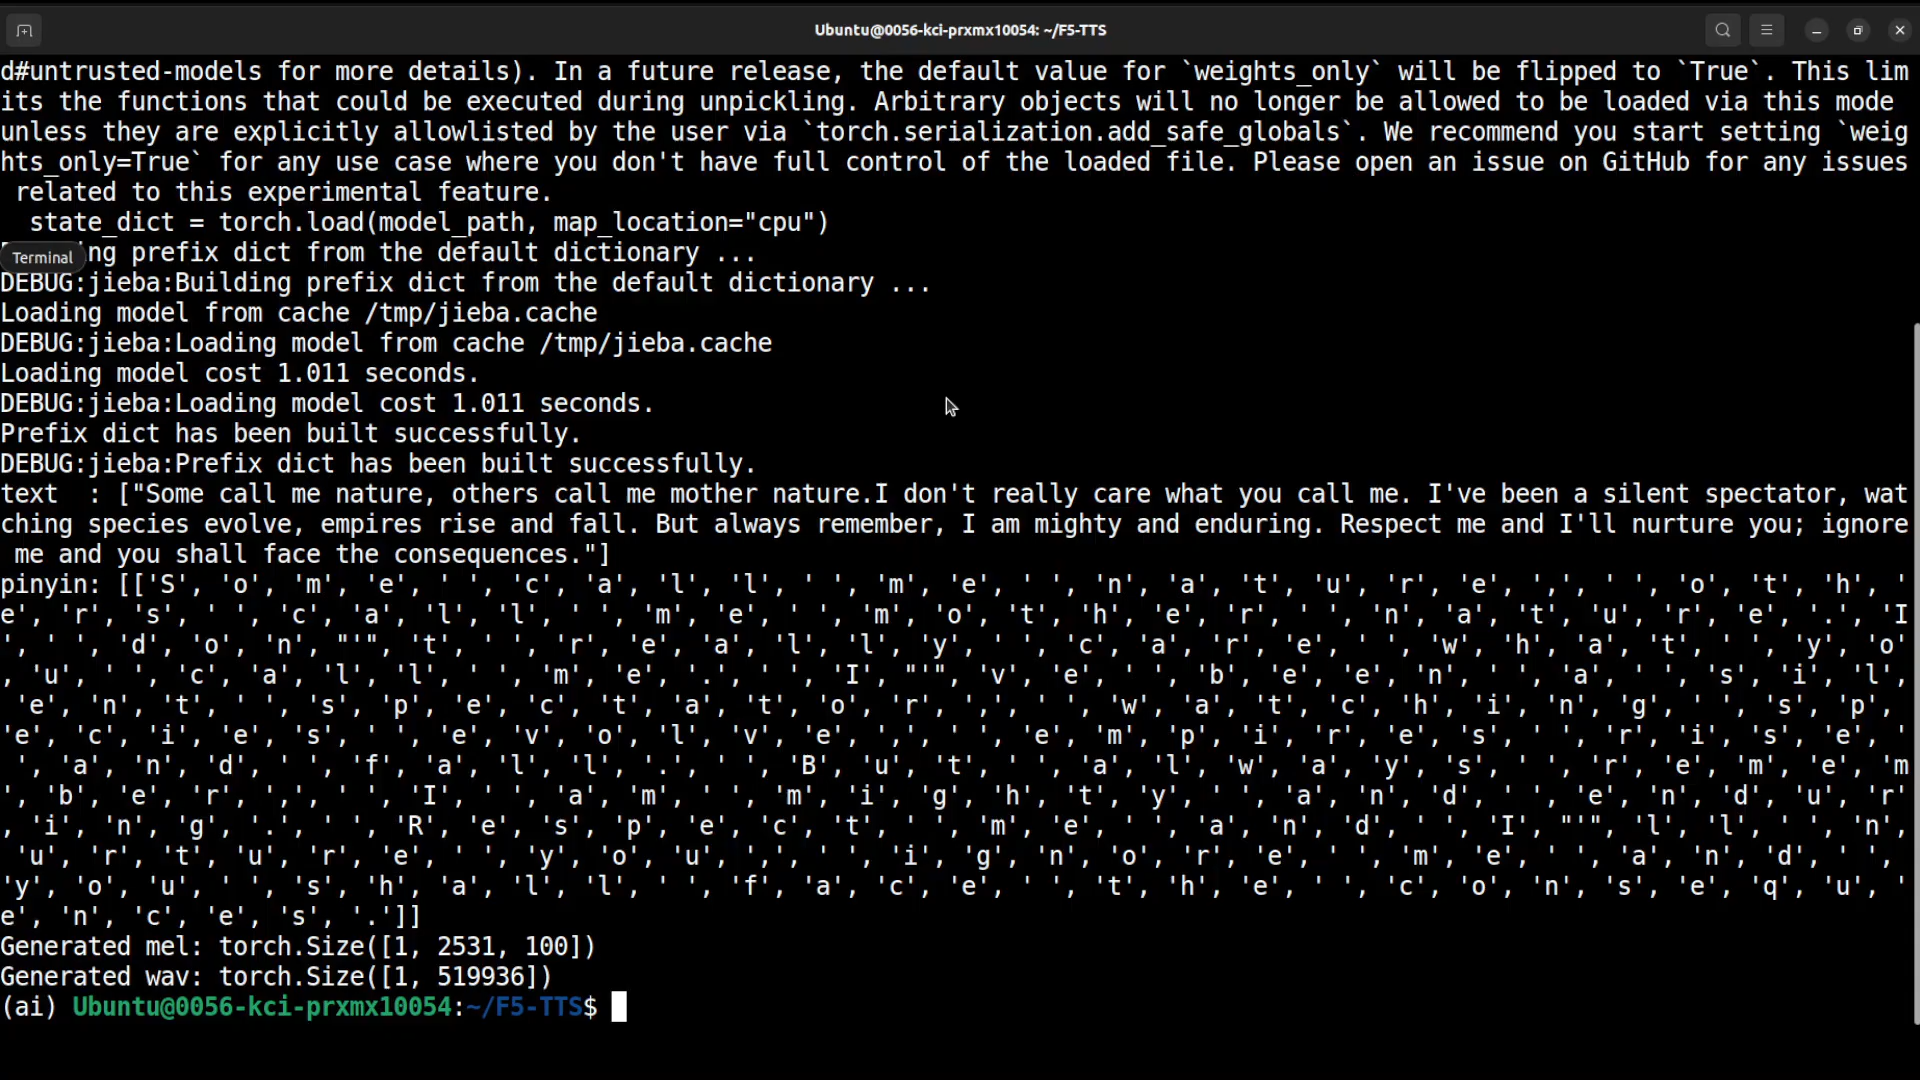 Ubuntu@0056-kci-prxmx10054: ~/F5-TTS
d#untrusted-models for more details). In a future release, the default value for `weights_only` will be flipped to `True`. This lim
its the functions that could be executed during unpickling. Arbitrary objects will no longer be allowed to be loaded via this mode
unless they are explicitly allowlisted by the user via `torch.serialization.add_safe_globals`. We recommend you start setting `weig
hts_only=True` for any use case where you don't have full control of the loaded file. Please open an issue on GitHub for any issues
 related to this experimental feature.
  state_dict = torch.load(model_path, map_location="cpu")
Terminal
ng prefix dict from the default dictionary ...
DEBUG:jieba:Building prefix dict from the default dictionary ...
Loading model from cache /tmp/jieba.cache
DEBUG:jieba:Loading model from cache /tmp/jieba.cache
Loading model cost 1.011 seconds.
DEBUG:jieba:Loading model cost 1.011 seconds.
Prefix dict has been built successfully.
DEBUG:jieba:Prefix dict has been built successfully.
text  : ["Some call me nature, others call me mother nature.I don't really care what you call me. I've been a silent spectator, wat
ching species evolve, empires rise and fall. But always remember, I am mighty and enduring. Respect me and I'll nurture you; ignore
 me and you shall face the consequences."]
pinyin: [['S', 'o', 'm', 'e', ' ', 'c', 'a', 'l', 'l', ' ', 'm', 'e', ' ', 'n', 'a', 't', 'u', 'r', 'e', ',', ' ', 'o', 't', 'h', '
e', 'r', 's', ' ', 'c', 'a', 'l', 'l', ' ', 'm', 'e', ' ', 'm', 'o', 't', 'h', 'e', 'r', ' ', 'n', 'a', 't', 'u', 'r', 'e', '.', 'I
', ' ', 'd', 'o', 'n', "'", 't', ' ', 'r', 'e', 'a', 'l', 'l', 'y', ' ', 'c', 'a', 'r', 'e', ' ', 'w', 'h', 'a', 't', ' ', 'y', 'o'
, 'u', ' ', 'c', 'a', 'l', 'l', ' ', 'm', 'e', '.', ' ', 'I', "'", 'v', 'e', ' ', 'b', 'e', 'e', 'n', ' ', 'a', ' ', 's', 'i', 'l',
 'e', 'n', 't', ' ', 's', 'p', 'e', 'c', 't', 'a', 't', 'o', 'r', ',', ' ', 'w', 'a', 't', 'c', 'h', 'i', 'n', 'g', ' ', 's', 'p',
'e', 'c', 'i', 'e', 's', ' ', 'e', 'v', 'o', 'l', 'v', 'e', ',', ' ', 'e', 'm', 'p', 'i', 'r', 'e', 's', ' ', 'r', 'i', 's', 'e', '
 ', 'a', 'n', 'd', ' ', 'f', 'a', 'l', 'l', '.', ' ', 'B', 'u', 't', ' ', 'a', 'l', 'w', 'a', 'y', 's', ' ', 'r', 'e', 'm', 'e', 'm
', 'b', 'e', 'r', ',', ' ', 'I', ' ', 'a', 'm', ' ', 'm', 'i', 'g', 'h', 't', 'y', ' ', 'a', 'n', 'd', ' ', 'e', 'n', 'd', 'u', 'r'
, 'i', 'n', 'g', '.', ' ', 'R', 'e', 's', 'p', 'e', 'c', 't', ' ', 'm', 'e', ' ', 'a', 'n', 'd', ' ', 'I', "'", 'l', 'l', ' ', 'n',
 'u', 'r', 't', 'u', 'r', 'e', ' ', 'y', 'o', 'u', ',', ' ', 'i', 'g', 'n', 'o', 'r', 'e', ' ', 'm', 'e', ' ', 'a', 'n', 'd', ' ',
'y', 'o', 'u', ' ', 's', 'h', 'a', 'l', 'l', ' ', 'f', 'a', 'c', 'e', ' ', 't', 'h', 'e', ' ', 'c', 'o', 'n', 's', 'e', 'q', 'u', '
e', 'n', 'c', 'e', 's', '.']]
Generated mel: torch.Size([1, 2531, 100])
Generated wav: torch.Size([1, 519936])
(ai) Ubuntu@0056-kci-prxmx10054:~/F5-TTS$